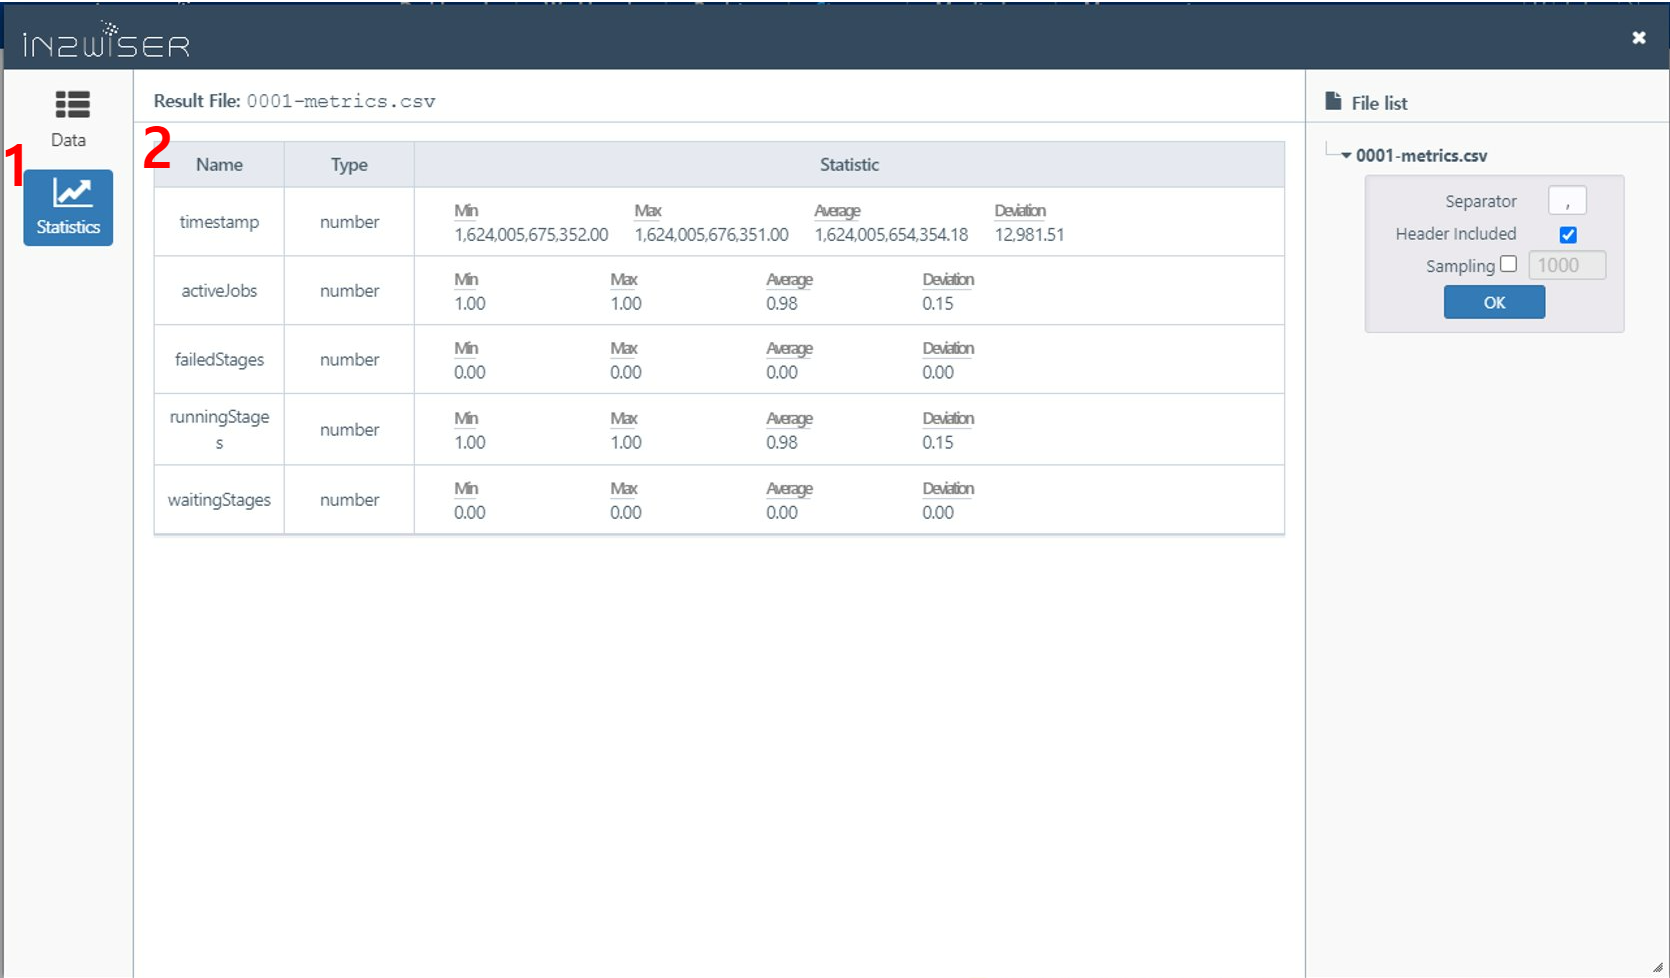 IN2WISER
Result File: 0001-metrics.csv
File list
Data
1
Statistics
2
Name Type Statistic
timestamp number Min Max Average Deviation
1,624,005,675,352.00 1,624,005,676,351.00 1,624,005,654,354.18 12,981.51
activeJobs number Min Max Average Deviation
1.00 1.00 0.98 0.15
failedStages number Min Max Average Deviation
0.00 0.00 0.00 0.00
runningStage
s
number Min Max Average Deviation
1.00 1.00 0.98 0.15
waitingStages number Min Max Average Deviation
0.00 0.00 0.00 0.00
0001-metrics.csv
Separator ,
Header Included
Sampling 1000
OK